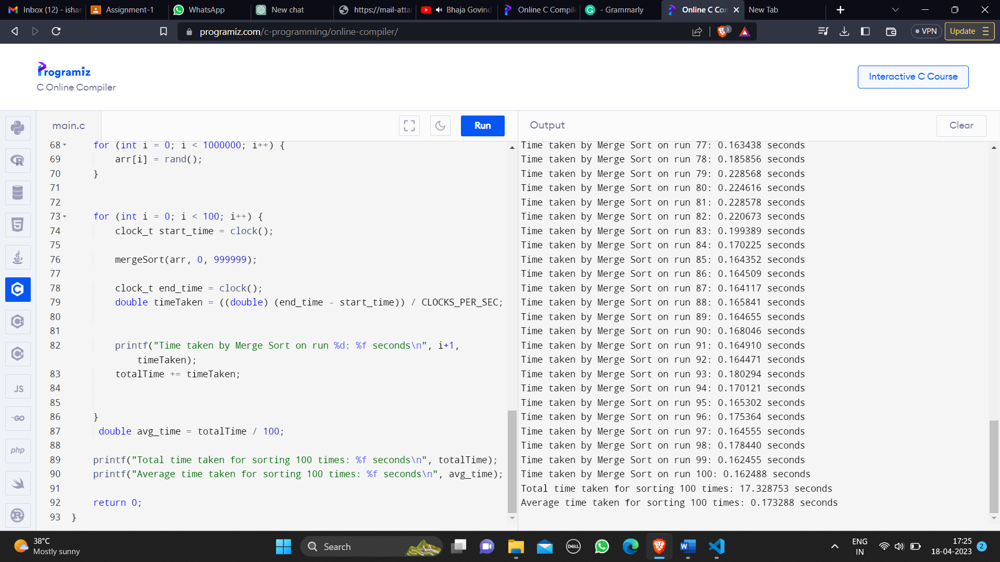 Inbox (12) - ishan
Assignment-1
WhatsApp
New chat
https://mail-attac
Bhaja Govind
Online C Compile
- Grammarly
Online C Con
New Tab
programiz.com/c-programming/online-compiler/
3
VPN
Update
Programiz
C Online Compiler
Interactive C Course
main.c
Run
Output
Clear
68 for (int i = 0; i < 1000000; i++) {
69 arr[i] = rand();
70 }
71
72
73 for (int i = 0; i < 100; i++) {
74 clock_t start_time = clock();
75
76 mergeSort(arr, 0, 999999);
77
78 clock_t end_time = clock();
79 double timeTaken = ((double) (end_time - start_time)) / CLOCKS_PER_SEC;
80
81
82 printf("Time taken by Merge Sort on run %d: %f seconds\n", i+1,
timeTaken);
83 totalTime += timeTaken;
84
85
86 }
87 double avg_time = totalTime / 100;
88
89 printf("Total time taken for sorting 100 times: %f seconds\n", totalTime);
90 printf("Average time taken for sorting 100 times: %f seconds\n", avg_time);
91
92 return 0;
93 }
Time taken by Merge Sort on run 77: 0.163438 seconds
Time taken by Merge Sort on run 78: 0.185856 seconds
Time taken by Merge Sort on run 79: 0.228568 seconds
Time taken by Merge Sort on run 80: 0.224616 seconds
Time taken by Merge Sort on run 81: 0.228578 seconds
Time taken by Merge Sort on run 82: 0.220673 seconds
Time taken by Merge Sort on run 83: 0.199389 seconds
Time taken by Merge Sort on run 84: 0.170225 seconds
Time taken by Merge Sort on run 85: 0.164352 seconds
Time taken by Merge Sort on run 86: 0.164509 seconds
Time taken by Merge Sort on run 87: 0.164117 seconds
Time taken by Merge Sort on run 88: 0.165841 seconds
Time taken by Merge Sort on run 89: 0.164655 seconds
Time taken by Merge Sort on run 90: 0.168046 seconds
Time taken by Merge Sort on run 91: 0.164910 seconds
Time taken by Merge Sort on run 92: 0.164471 seconds
Time taken by Merge Sort on run 93: 0.180294 seconds
Time taken by Merge Sort on run 94: 0.170121 seconds
Time taken by Merge Sort on run 95: 0.165302 seconds
Time taken by Merge Sort on run 96: 0.175364 seconds
Time taken by Merge Sort on run 97: 0.164555 seconds
Time taken by Merge Sort on run 98: 0.178440 seconds
Time taken by Merge Sort on run 99: 0.162455 seconds
Time taken by Merge Sort on run 100: 0.162488 seconds
Total time taken for sorting 100 times: 17.328753 seconds
Average time taken for sorting 100 times: 0.173288 seconds
JS
GO
php
38°C
Mostly sunny
Search
DELL
ENG
IN
17:25
18-04-2023
2